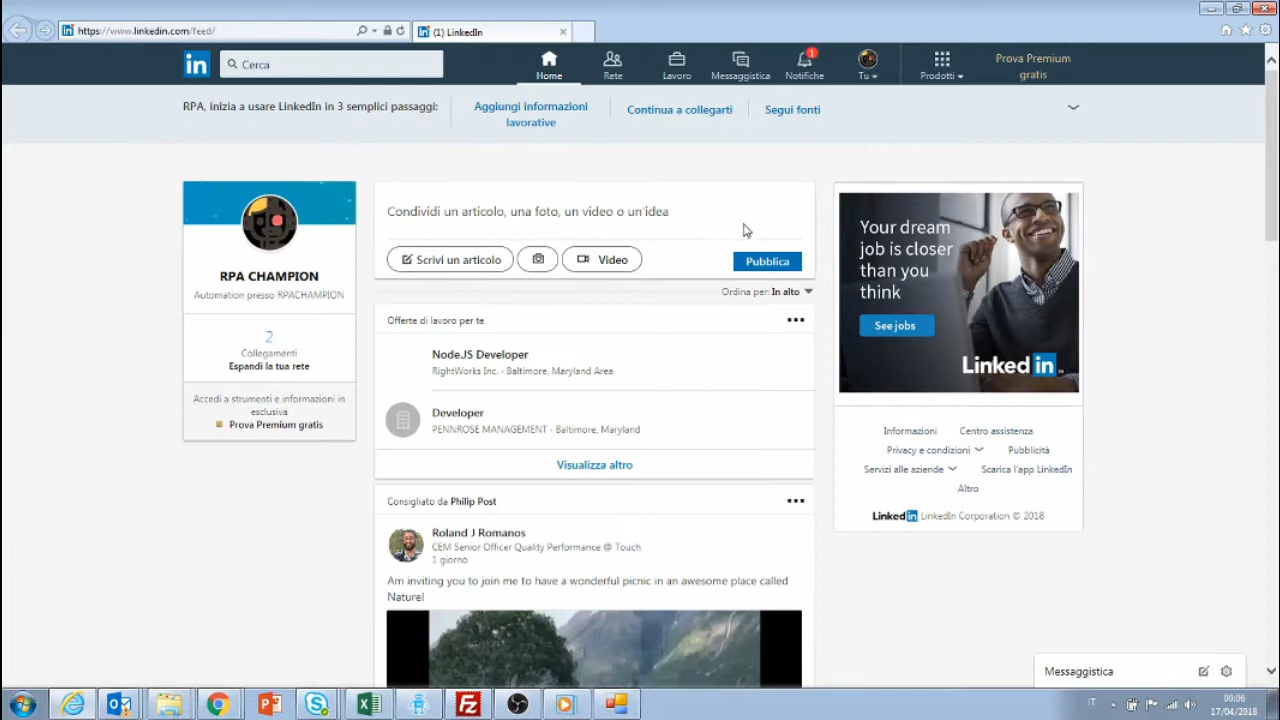 https://www.linkedin.com/feed/
(1) LinkedIn
in
Cerca
Home
Rete
Lavoro
Messaggistica
1
Notifiche
Tu
Prodotti
Prova Premium
gratis
RPA, inizia a usare LinkedIn in 3 semplici passaggi:
Aggiungi informazioni
lavorative
Continua a collegarti
Segui fonti
RPA CHAMPION
Automation presso RPACHAMPION
2
Collegamenti
Espandi la tua rete
Accedi a strumenti e informazioni in
esclusiva
Prova Premium gratis
Condividi un articolo, una foto, un video o un'idea
Scrivi un articolo
Video
Pubblica
Ordina per: In alto
Offerte di lavoro per te
Node.JS Developer
RightWorks Inc. · Baltimore, Maryland Area
Developer
PENNROSE MANAGEMENT · Baltimore, Maryland
Visualizza altro
Consigliato da Philip Post
Roland J Romanos
CEM Senior Officer Quality Performance @ Touch
1 giorno
Am inviting you to join me to have a wonderful picnic in an awesome place called
Nature!
Your dream
job is closer
than you
think
See jobs
Linked in
Informazioni
Centro assistenza
Privacy e condizioni
Pubblicità
Servizi alle aziende
Scarica l'app LinkedIn
Altro
Linked in LinkedIn Corporation © 2018
Messaggistica
IT
00:06
17/04/2018